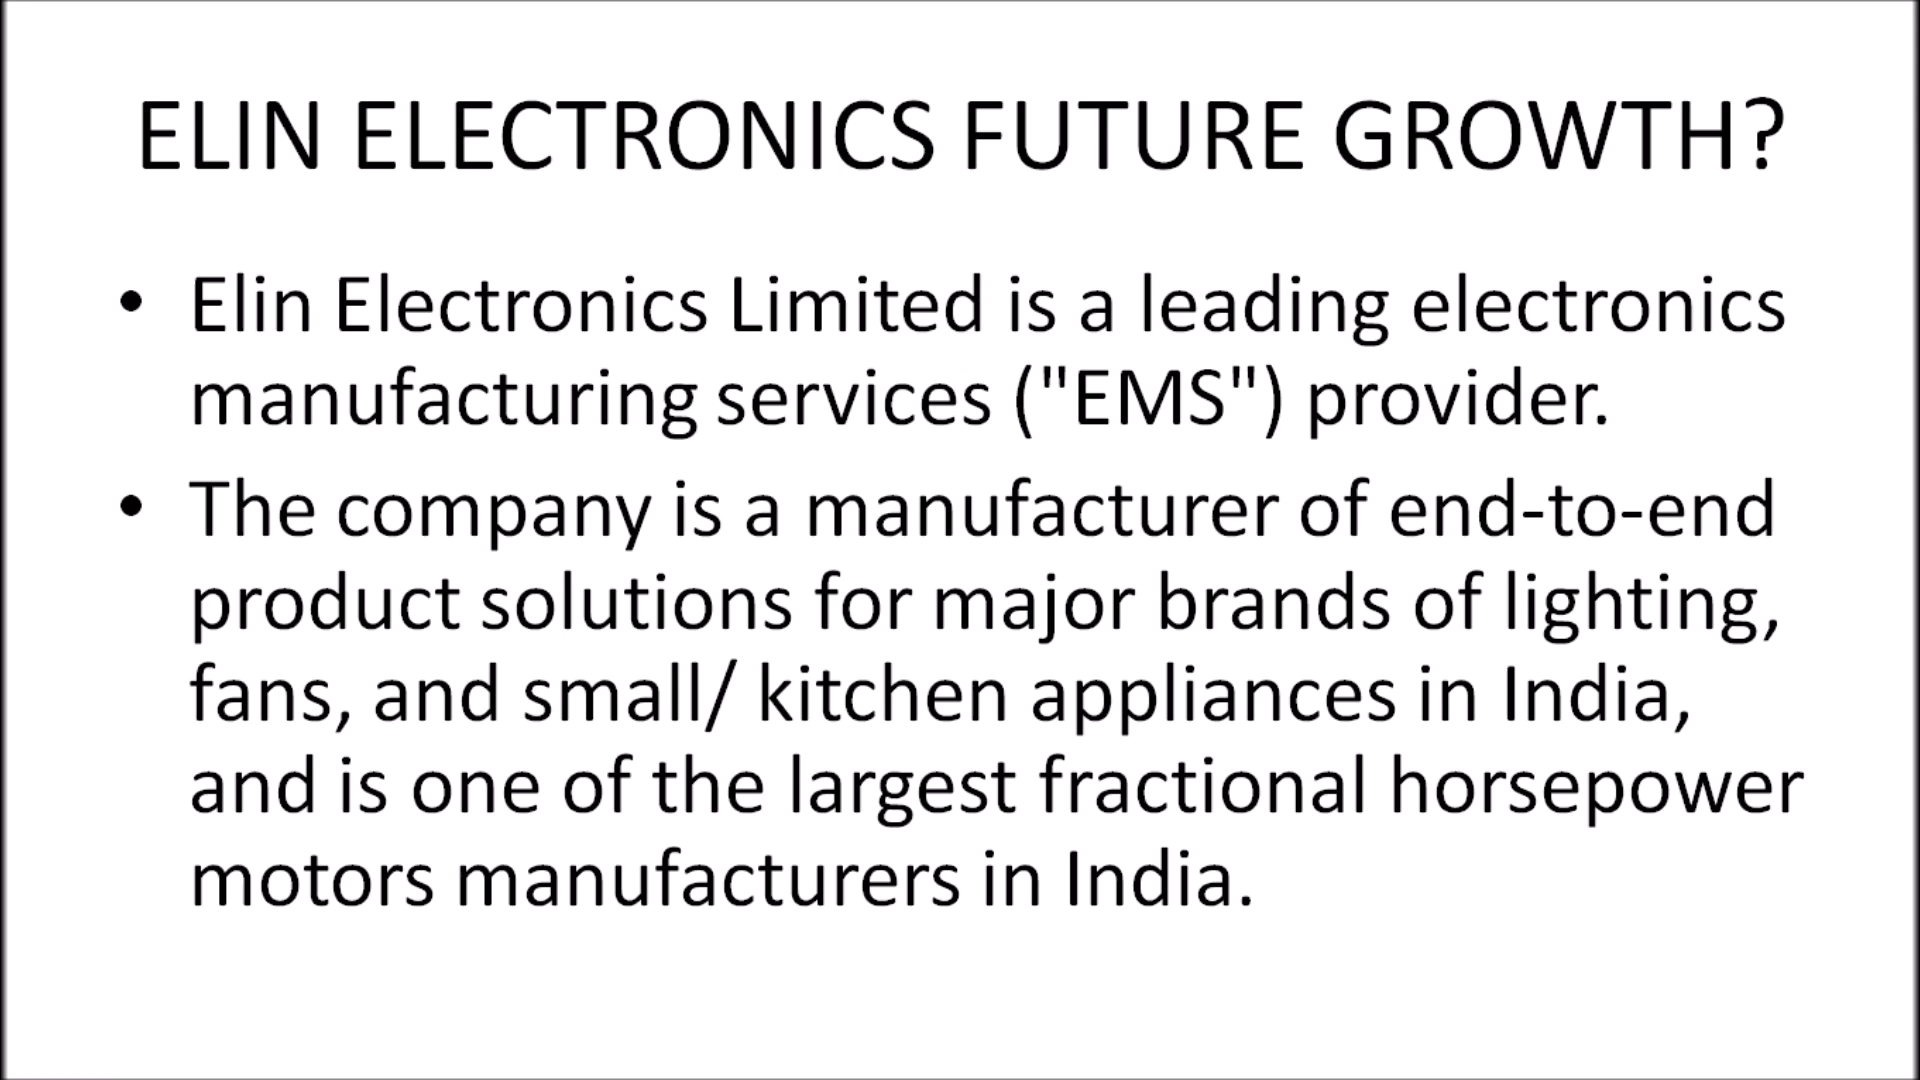 ELIN ELECTRONICS FUTURE GROWTH?
• Elin Electronics Limited is a leading electronics
manufacturing services ("EMS") provider.
• The company is a manufacturer of end-to-end
product solutions for major brands of lighting,
fans, and small/ kitchen appliances in India,
and is one of the largest fractional horsepower
motors manufacturers in India.